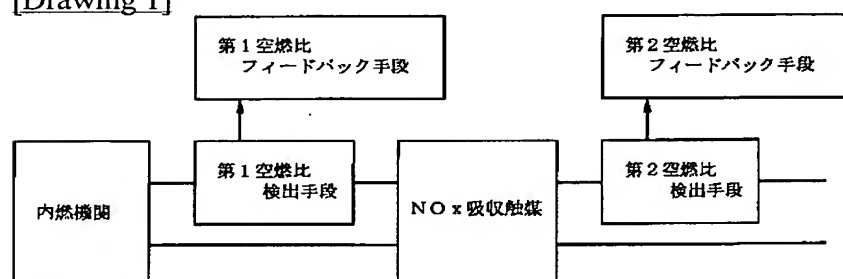 [Drawing 1]
第１空燃比
フィードバック手段
第２空燃比
フィードバック手段
内燃機関
第１空燃比
検出手段
ＮＯｘ吸収触媒
第２空燃比
検出手段